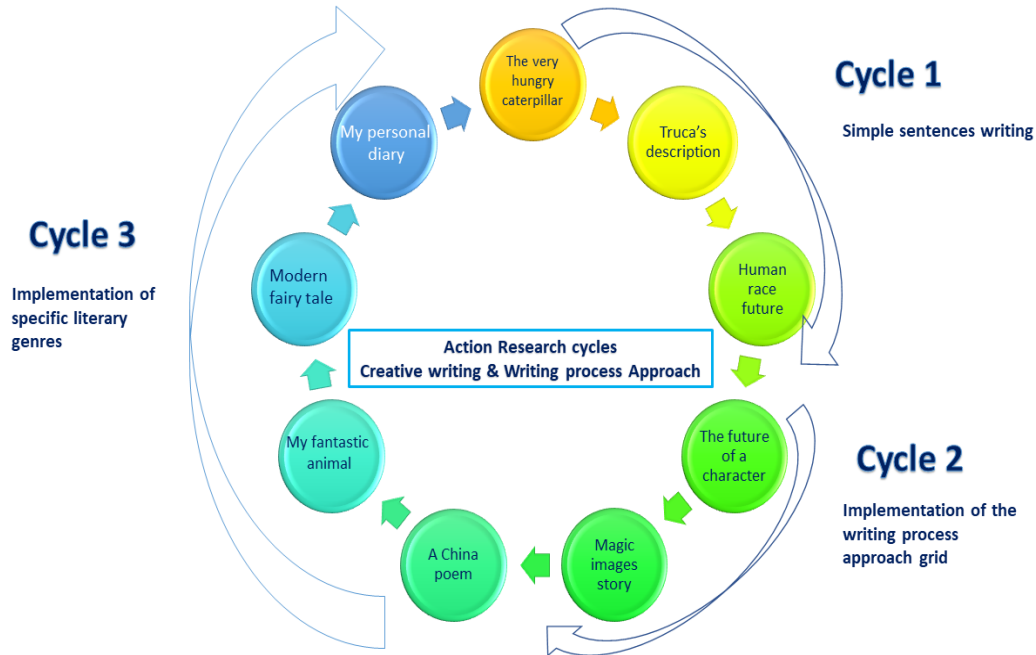 The very
hungry
caterpillar
Truca's
description
Human
race
future
The future
of a
character
Magic
images
story
A China
poem
My fantastic
animal
Modern
fairy tale
My personal
diary
Cycle 1
Simple sentences writing
Cycle 2
Implementation of the
writing process
approach grid
Cycle 3
Implementation of
specific literary
genres
Action Research cycles
Creative writing & Writing process Approach